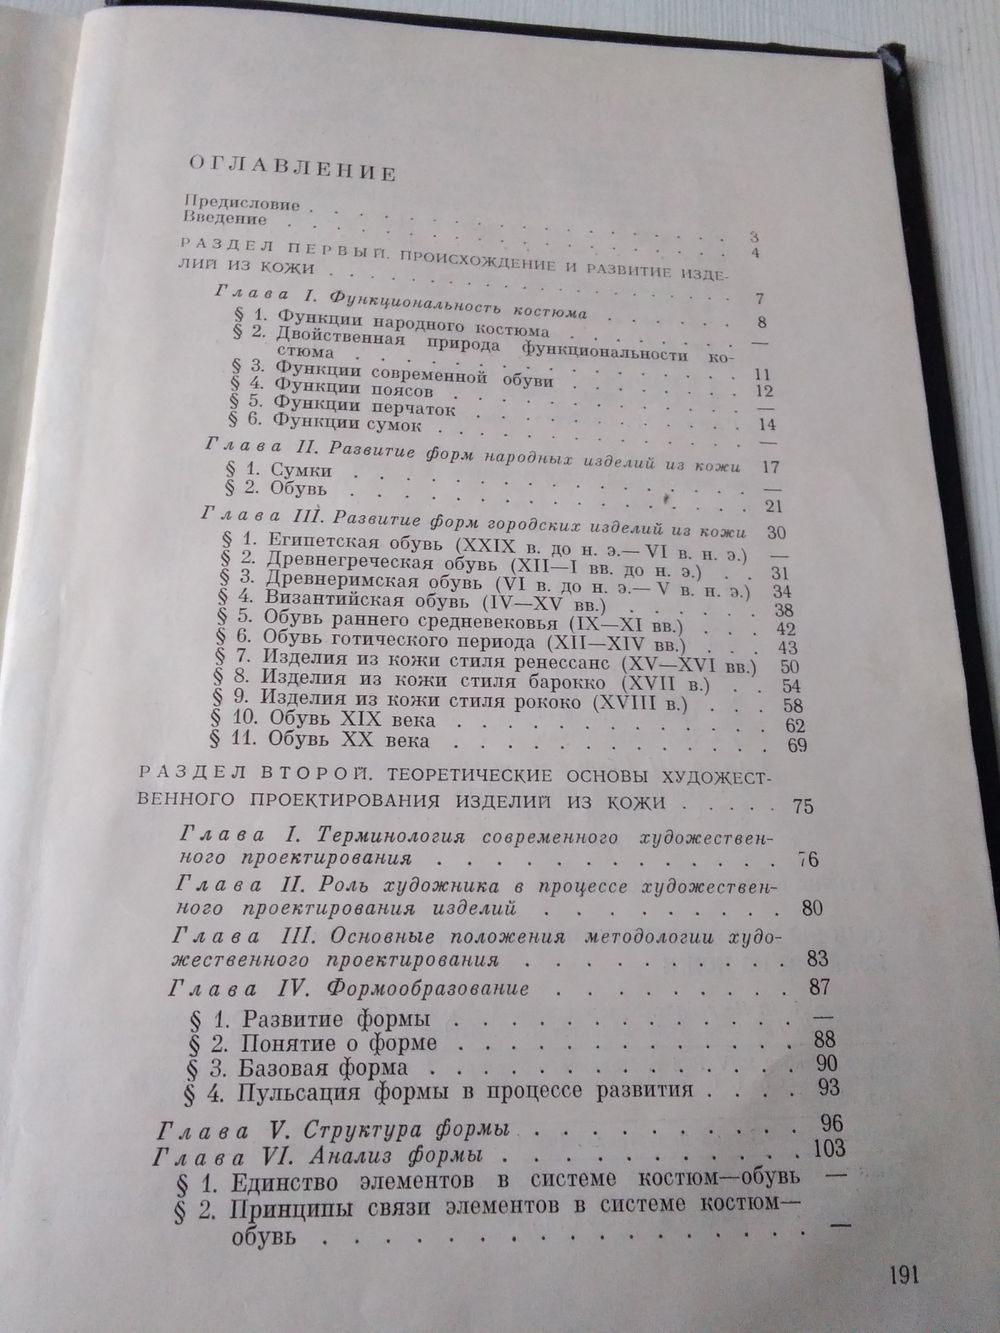 ОГЛАВЛЕНИЕ
Предисловие . . . . . . . . . . . . . . . . . . . 3
Введение . . . . . . . . . . . . . . . . . . . . 4
РАЗДЕЛ ПЕРВЫЙ. ПРОИСХОЖДЕНИЕ И РАЗВИТИЕ ИЗДЕ-
ЛИЙ ИЗ КОЖИ . . . . . . . . . . . . . . . . . . 7
Глава I. Функциональность костюма . . . . . . . 8
§ 1. Функции народного костюма . . . . . . . . —
§ 2. Двойственная природа функциональности ко-
стюма . . . . . . . . . . . . . . . . . . 11
§ 3. Функции современной обуви . . . . . . . . 12
§ 4. Функции поясов . . . . . . . . . . . . . —
§ 5. Функции перчаток . . . . . . . . . . . . 14
§ 6. Функции сумок . . . . . . . . . . . . . —
Глава II. Развитие форм народных изделий из кожи 17
§ 1. Сумки . . . . . . . . . . . . . . . . . —
§ 2. Обувь . . . . . . . . . . . . . . . . . 21
Глава III. Развитие форм городских изделий из кожи 30
§ 1. Египетская обувь (XXIX в. до н. э.— VI в. н. э.) —
§ 2. Древнегреческая обувь (XII—I вв. до н. э.) . . 31
§ 3. Древнеримская обувь (VI в. до н. э.— V в. н. э.) 34
§ 4. Византийская обувь (IV—XV вв.) . . . . . . 38
§ 5. Обувь раннего средневековья (IX—XI вв.) . . . 42
§ 6. Обувь готического периода (XII—XIV вв.) . . . 43
§ 7. Изделия из кожи стиля ренессанс (XV—XVI вв.) 50
§ 8. Изделия из кожи стиля барокко (XVII в.) . . 54
§ 9. Изделия из кожи стиля рококо (XVIII в.) . . . 58
§ 10. Обувь XIX века . . . . . . . . . . . . . 62
§ 11. Обувь XX века . . . . . . . . . . . . . 69
РАЗДЕЛ ВТОРОЙ. ТЕОРЕТИЧЕСКИЕ ОСНОВЫ ХУДОЖЕСТ-
ВЕННОГО ПРОЕКТИРОВАНИЯ ИЗДЕЛИЙ ИЗ КОЖИ . . . . . 75
Глава I. Терминология современного художествен-
ного проектирования . . . . . . . . . . . . . 76
Глава II. Роль художника в процессе художествен-
ного проектирования изделий . . . . . . . . . 80
Глава III. Основные положения методологии худо-
жественного проектирования . . . . . . . . . . 83
Глава IV. Формообразование . . . . . . . . . 87
§ 1. Развитие формы . . . . . . . . . . . . . —
§ 2. Понятие о форме . . . . . . . . . . . . . 88
§ 3. Базовая форма . . . . . . . . . . . . . . 90
§ 4. Пульсация формы в процессе развития . . . . 93
Глава V. Структура формы . . . . . . . . . . . 96
Глава VI. Анализ формы . . . . . . . . . . . . 103
§ 1. Единство элементов в системе костюм—обувь —
§ 2. Принципы связи элементов в системе костюм—
обувь . . . . . . . . . . . . . . . . —
191